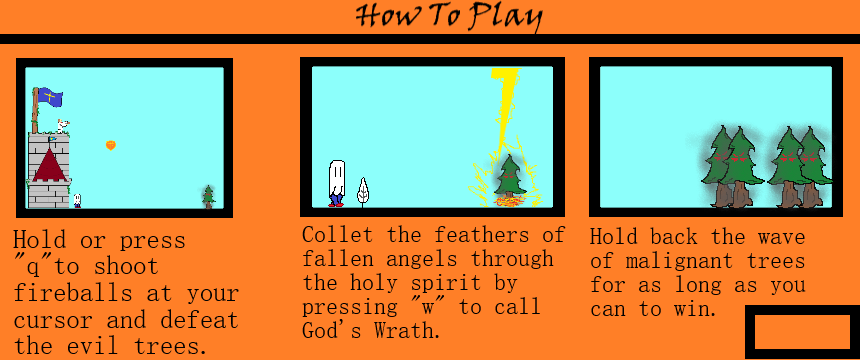 How To Play
Hold or press
"q"to shoot
fireballs at your
cursor and defeat
the evil trees.
Collet the feathers of
fallen angels through
the holy spirit by
pressing "w" to call
God's Wrath.
Hold back the wave
of malignant trees
for as long as you
can to win.